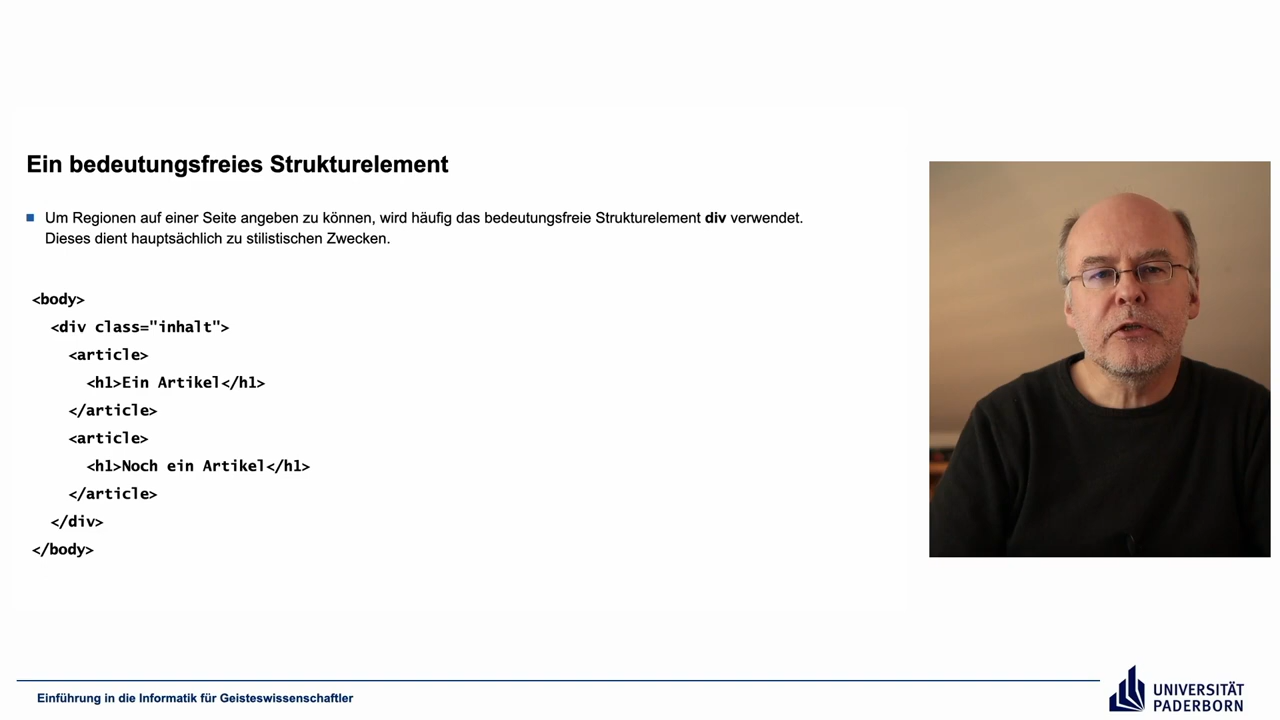 Ein bedeutungsfreies Strukturelement
Um Regionen auf einer Seite angeben zu können, wird häufig das bedeutungsfreie Strukturelement div verwendet.
Dieses dient hauptsächlich zu stilistischen Zwecken.
<body>
<div class="inhalt">
<article>
<h1>Ein Artikel</h1>
</article>
<article>
<h1>Noch ein Artikel</h1>
</article>
</div>
</body>
Einführung in die Informatik für Geisteswissenschaftler
UNIVERSITÄT
PADERBORN